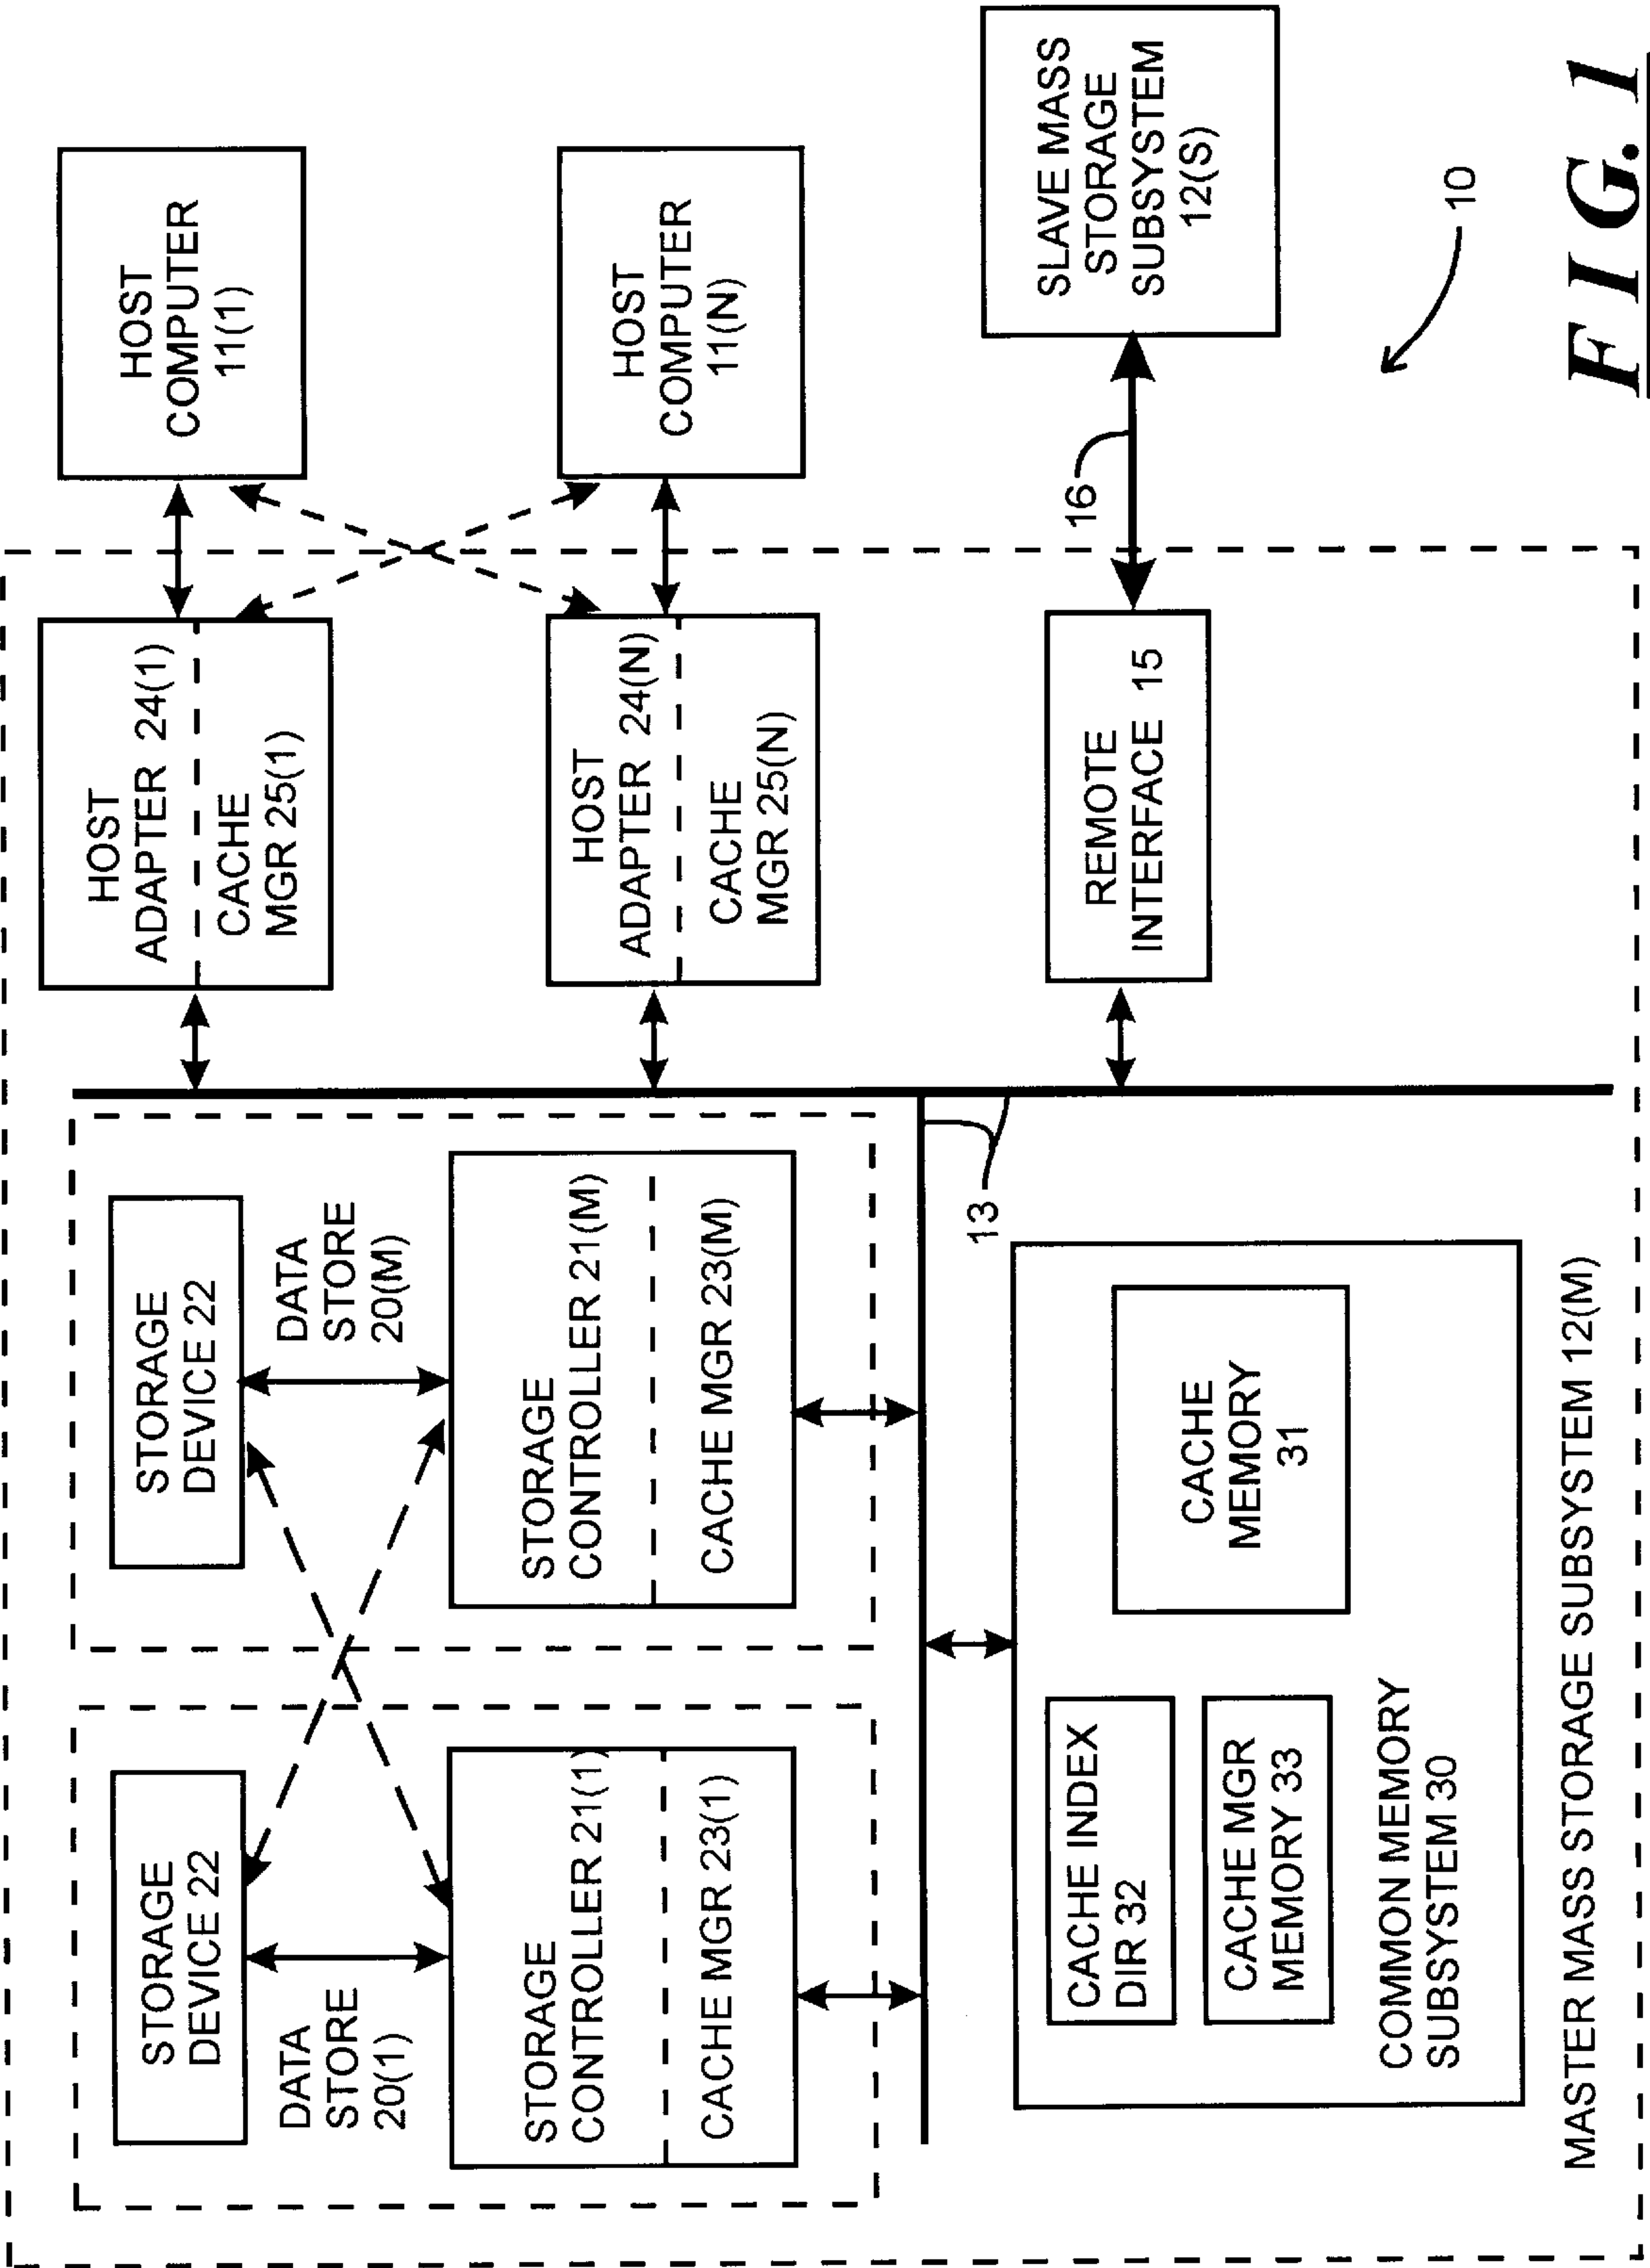 HOST
COMPUTER
11(1)
HOST
COMPUTER
11(N)
SLAVE MASS
STORAGE
SUBSYSTEM
12(S)
16
10
HOST
ADAPTER 24(1)
CACHE
MGR 25(1)
HOST
ADAPTER 24(N)
CACHE
MGR 25(N)
REMOTE
INTERFACE 15
13
STORAGE
DEVICE 22
DATA
STORE
20(1)
STORAGE
CONTROLLER 21(1)
CACHE MGR 23(1)
STORAGE
DEVICE 22
DATA
STORE
20(M)
STORAGE
CONTROLLER 21(M)
CACHE MGR 23(M)
CACHE INDEX
DIR 32
CACHE MGR
MEMORY 33
CACHE
MEMORY
31
COMMON MEMORY
SUBSYSTEM 30
MASTER MASS STORAGE SUBSYSTEM 12(M)
FIG. 1